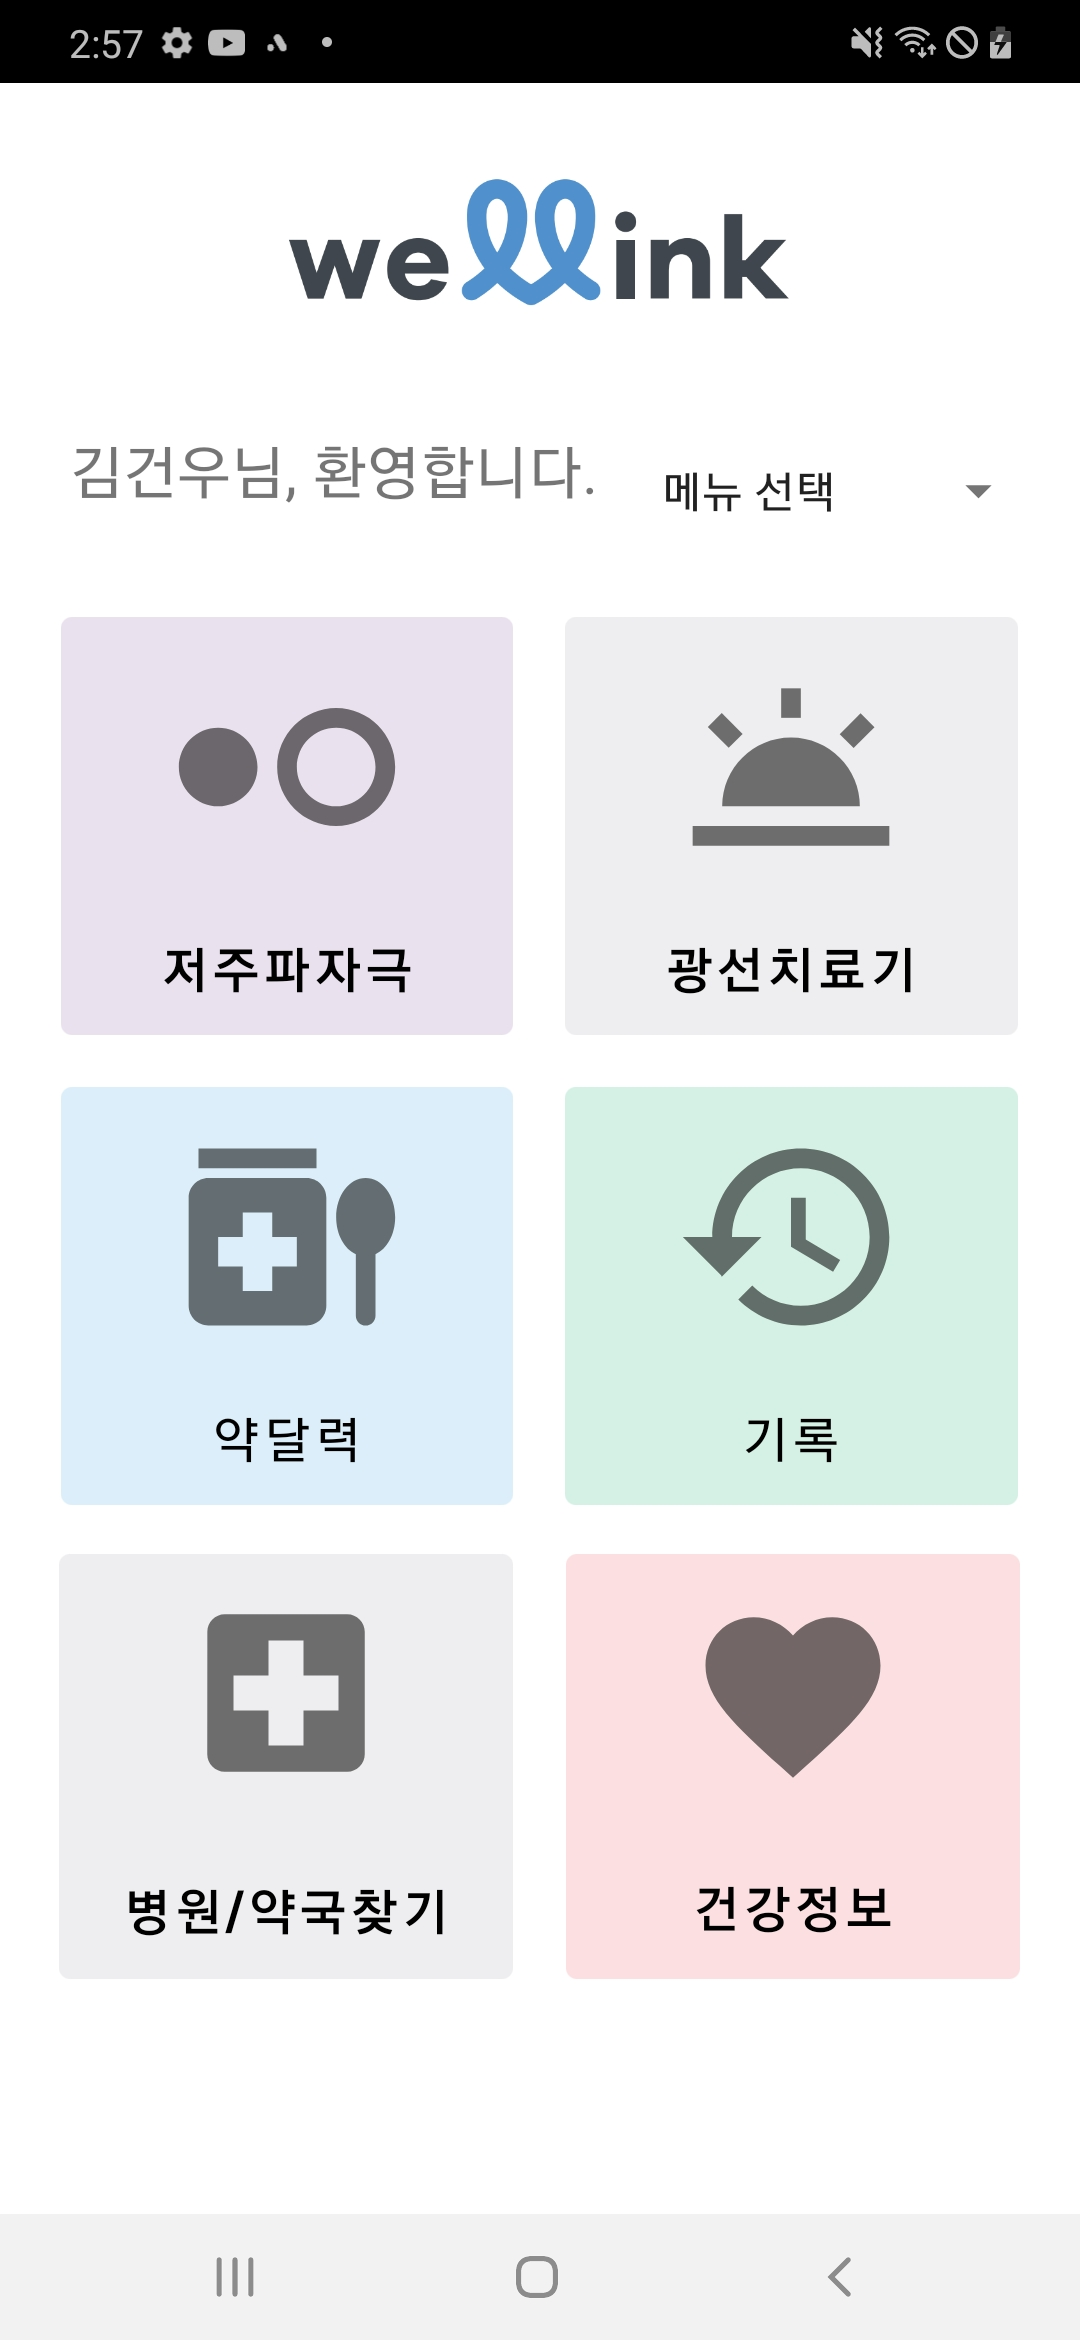 2:57
wellink
김건우님, 환영합니다.
메뉴 선택
저주파자극
광선치료기
약달력
기록
병원/약국찾기
건강정보